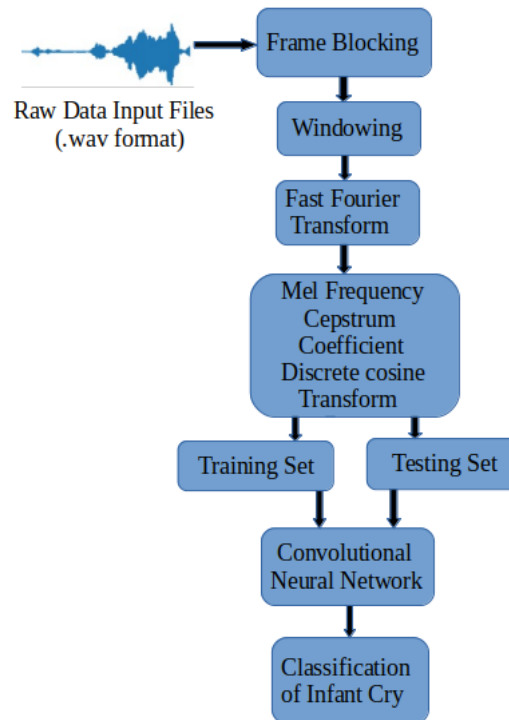 Raw Data Input Files
(.wav format)
Frame Blocking
Windowing
Fast Fourier
Transform
Mel Frequency
Cepstrum
Coefficient
Discrete cosine
Transform
Training Set
Testing Set
Convolutional
Neural Network
Classification
of Infant Cry